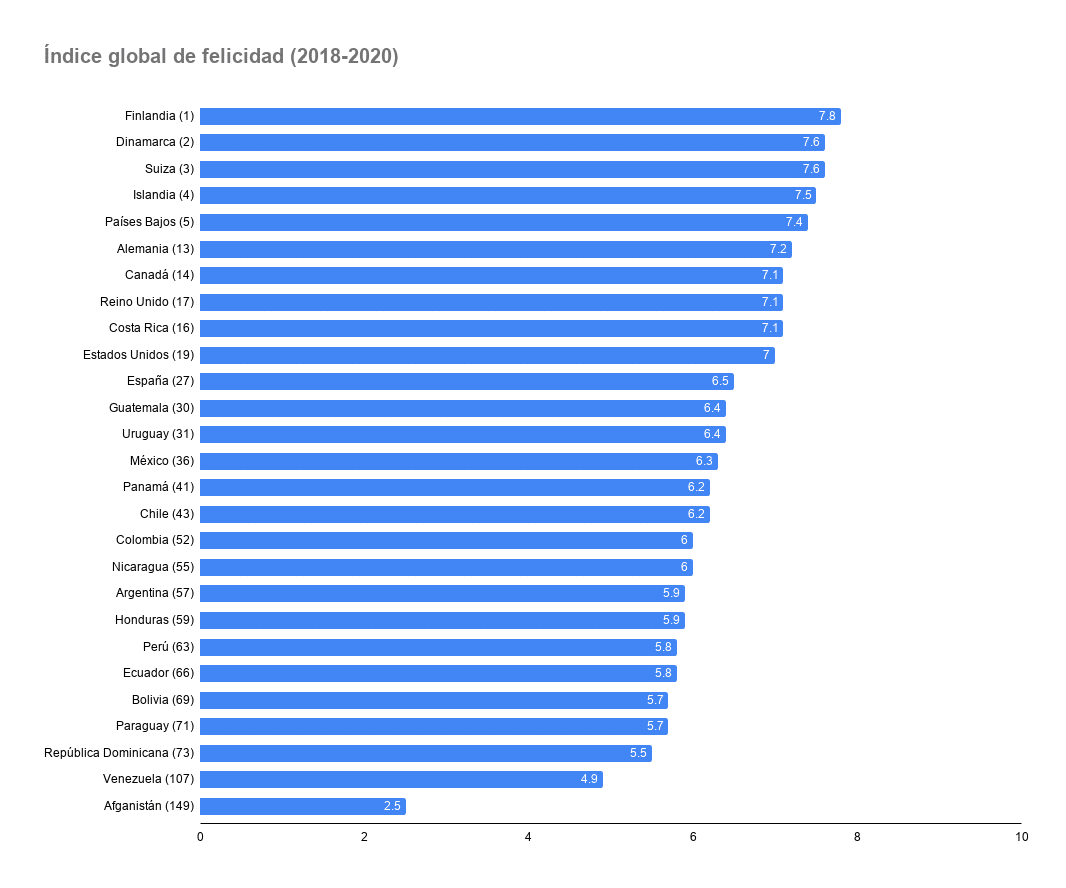 Índice global de felicidad (2018-2020)
Finlandia (1) 7.8
Dinamarca (2) 7.6
Suiza (3) 7.6
Islandia (4) 7.5
Países Bajos (5) 7.4
Alemania (13) 7.2
Canadá (14) 7.1
Reino Unido (17) 7.1
Costa Rica (16) 7.1
Estados Unidos (19) 7
España (27) 6.5
Guatemala (30) 6.4
Uruguay (31) 6.4
México (36) 6.3
Panamá (41) 6.2
Chile (43) 6.2
Colombia (52) 6
Nicaragua (55) 6
Argentina (57) 5.9
Honduras (59) 5.9
Perú (63) 5.8
Ecuador (66) 5.8
Bolivia (69) 5.7
Paraguay (71) 5.7
República Dominicana (73) 5.5
Venezuela (107) 4.9
Afganistán (149) 2.5
0 2 4 6 8 10